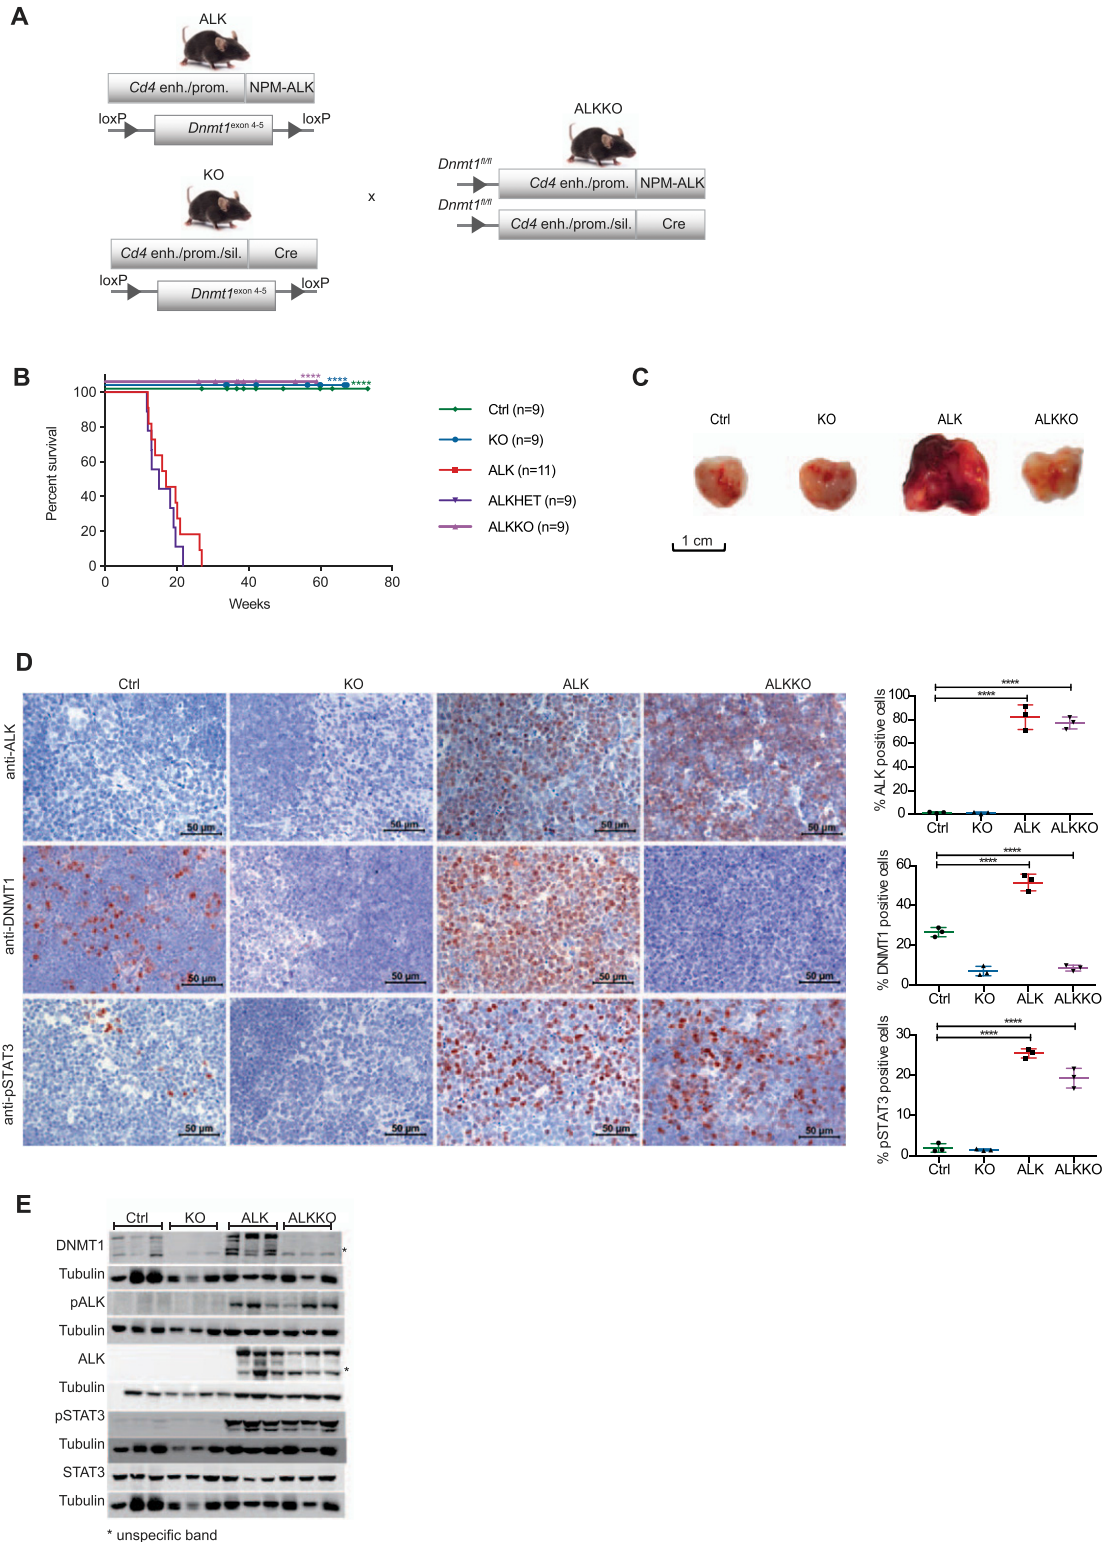 A
ALK
Cd4 enh./prom. NPM-ALK
loxP Dnmt1exon 4-5 loxP
KO
Cd4 enh./prom./sil. Cre
loxP Dnmt1exon 4-5 loxP
x
ALKKO
Dnmt1fl/fl
Cd4 enh./prom. NPM-ALK
Dnmt1fl/fl
Cd4 enh./prom./sil. Cre
B
Percent survival
100
80
60
40
20
0
0 20 40 60 80
Weeks
**** **** ****
Ctrl (n=9)
KO (n=9)
ALK (n=11)
ALKHET (n=9)
ALKKO (n=9)
C
Ctrl KO ALK ALKKO
1 cm
D
Ctrl KO ALK ALKKO
anti-ALK
50 µm 50 µm 50 µm 50 µm
anti-DNMT1
50 µm 50 µm 50 µm 50 µm
anti-pSTAT3
50 µm 50 µm 50 µm 50 µm
% ALK positive cells
100
80
60
40
20
0
****
****
Ctrl KO ALK ALKKO
% DNMT1 positive cells
60
40
20
0
****
****
Ctrl KO ALK ALKKO
% pSTAT3 positive cells
30
20
10
0
****
****
Ctrl KO ALK ALKKO
E
Ctrl KO ALK ALKKO
DNMT1 *
Tubulin
pALK
Tubulin
ALK *
Tubulin
pSTAT3
Tubulin
STAT3
Tubulin
* unspecific band